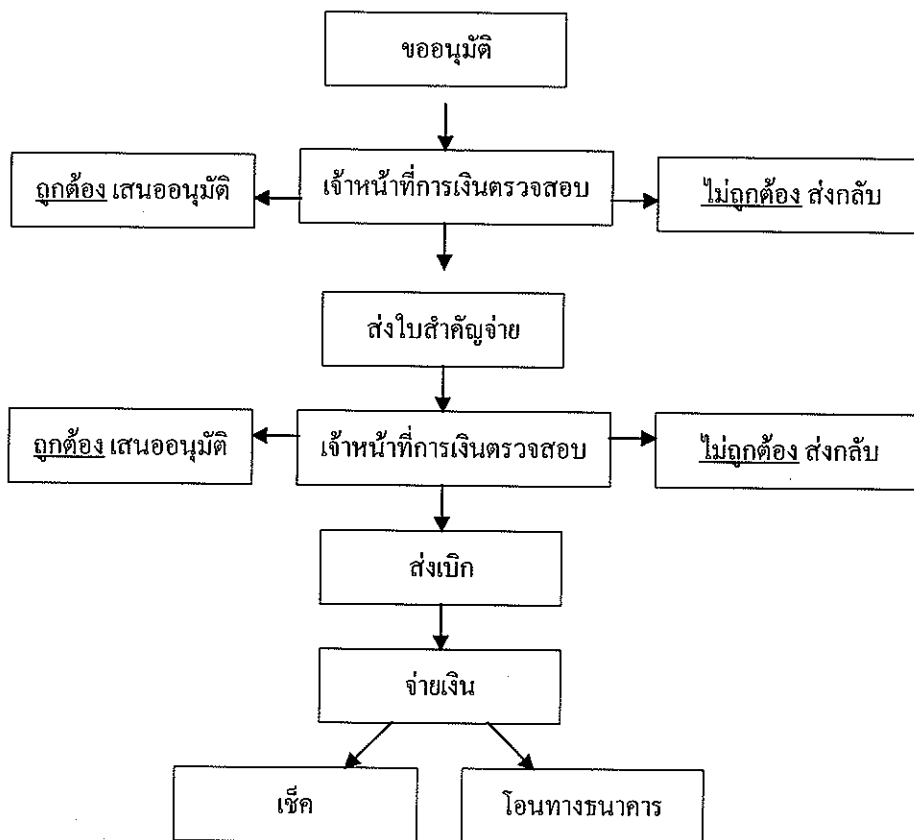 ขออนุมัติ
ถูกต้อง เสนออนุมัติ
เจ้าหน้าที่การเงินตรวจสอบ
ไม่ถูกต้อง ส่งกลับ
ส่งใบสำคัญจ่าย
ถูกต้อง เสนออนุมัติ
เจ้าหน้าที่การเงินตรวจสอบ
ไม่ถูกต้อง ส่งกลับ
ส่งเบิก
จ่ายเงิน
เช็ค
โอนทางธนาคาร